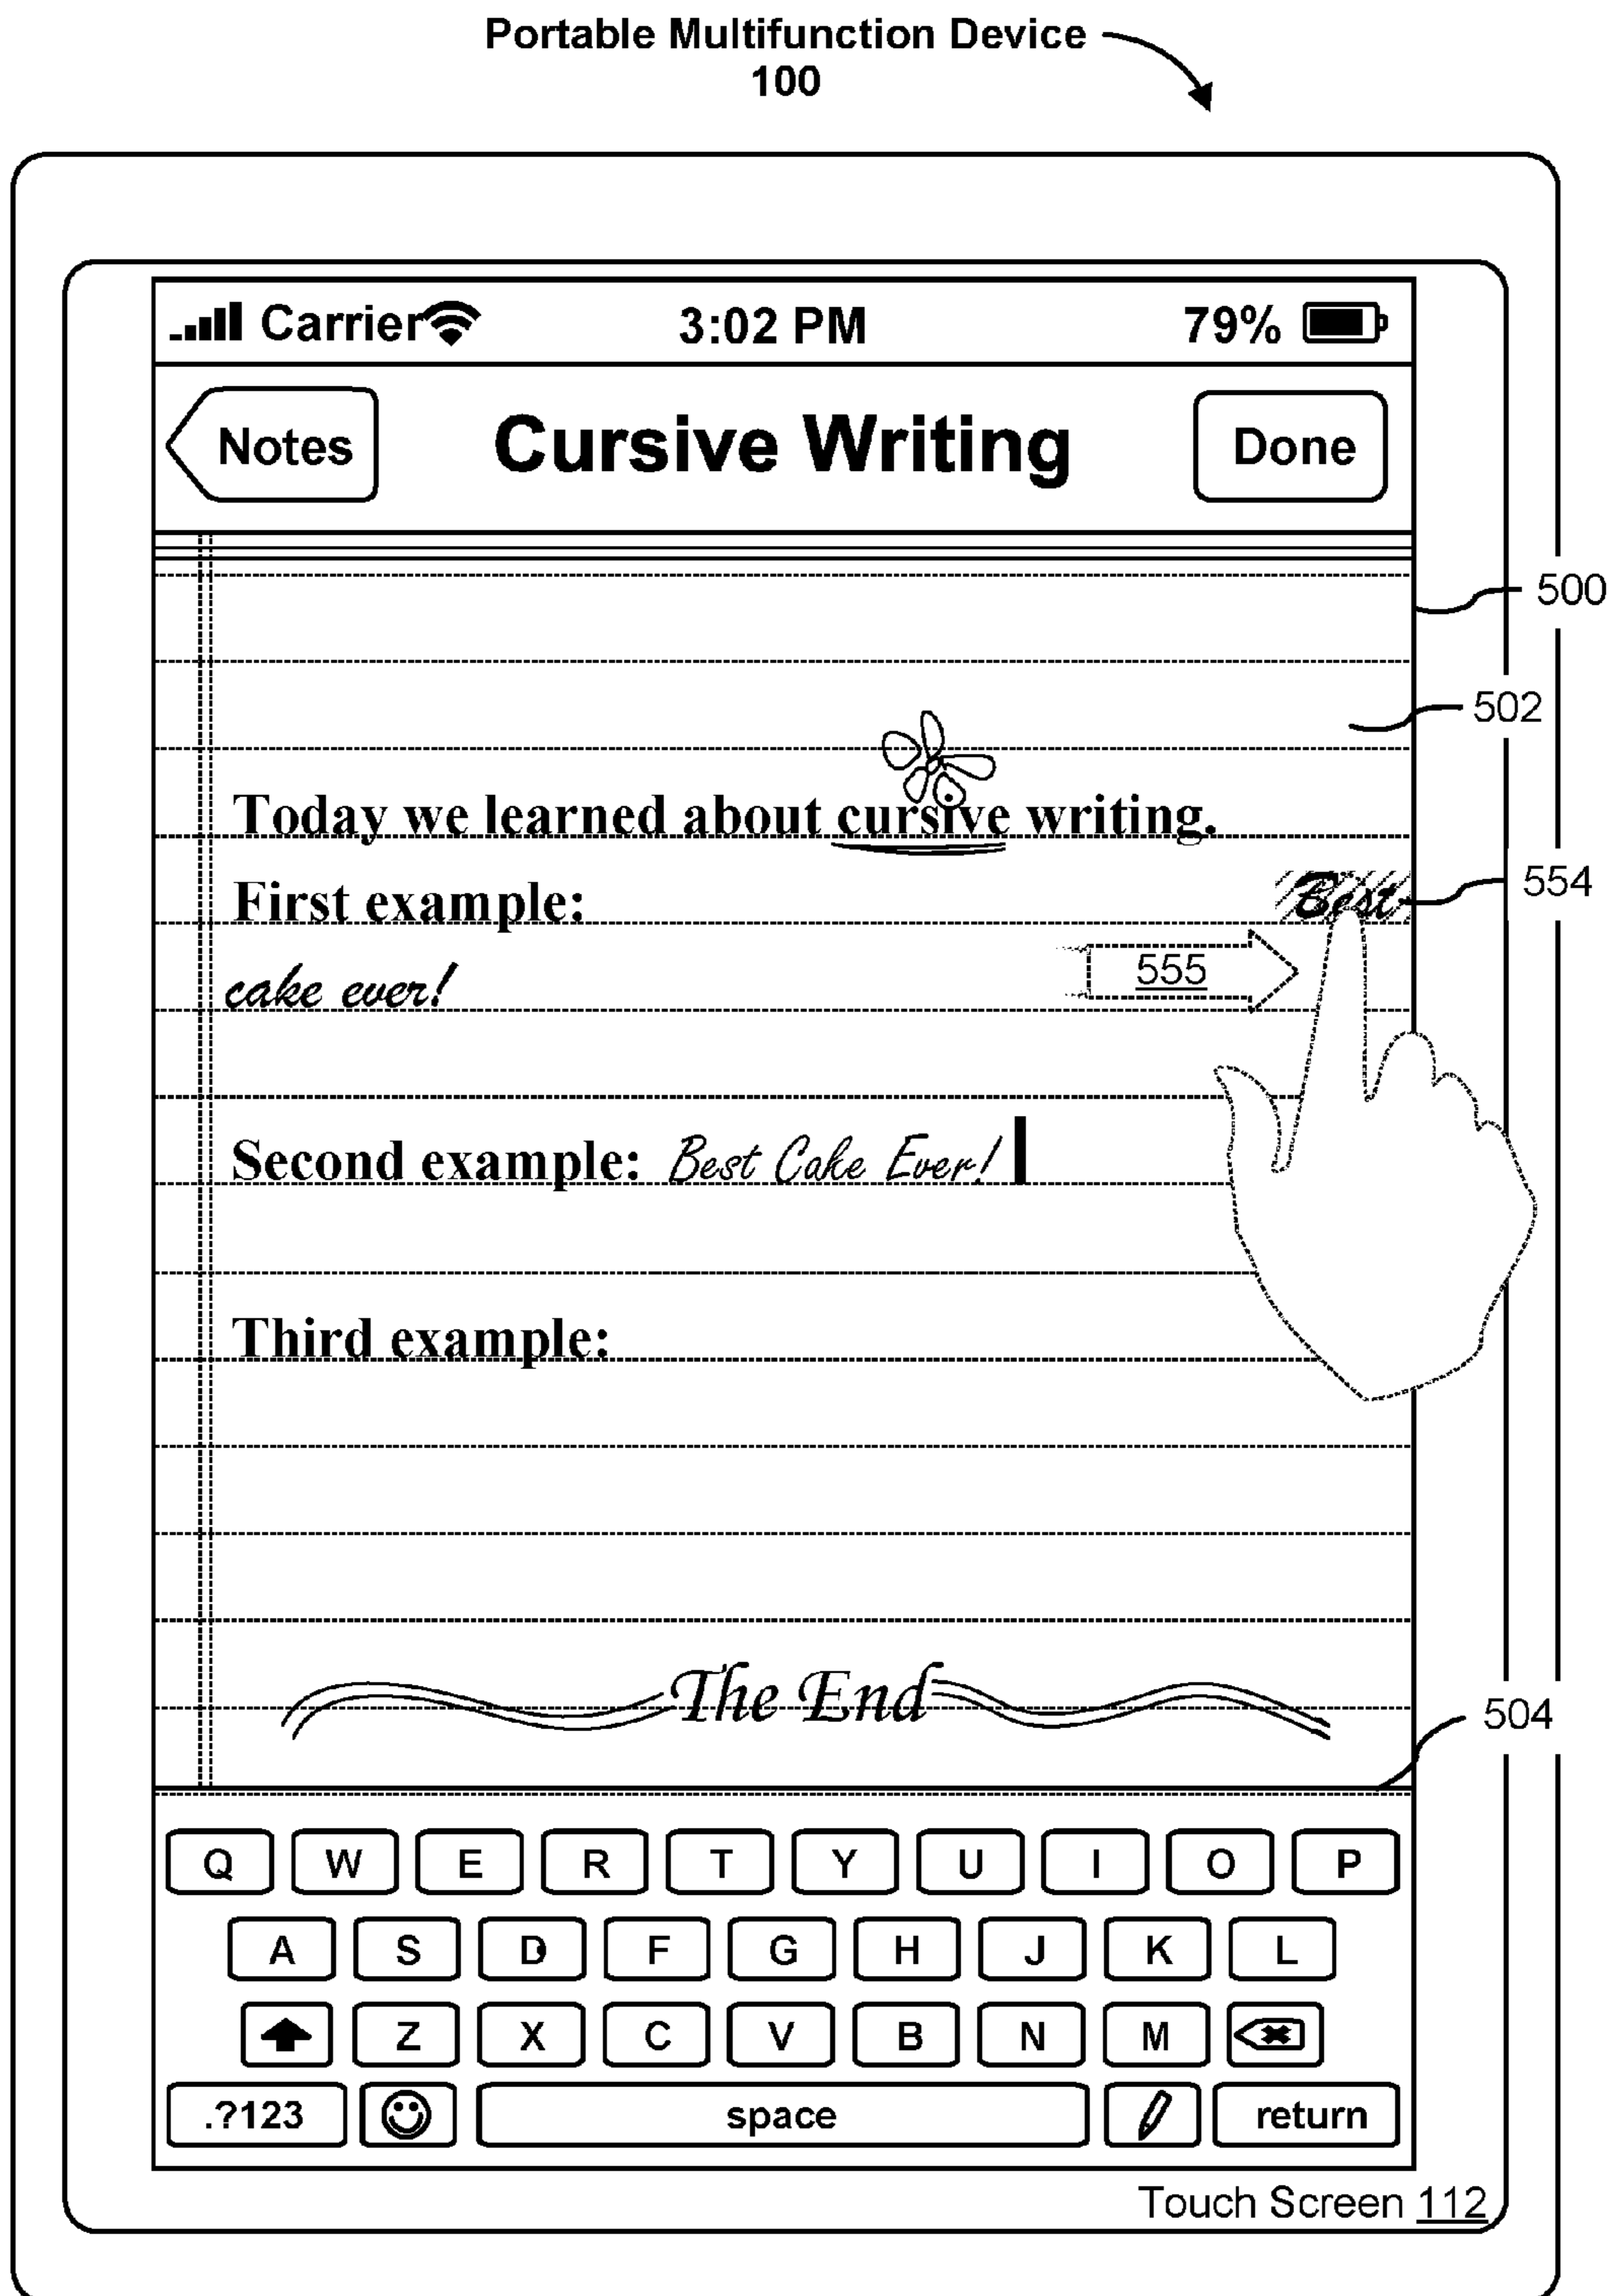 Portable Multifunction Device
100
Carrier 3:02 PM 79%
Notes Cursive Writing Done
500
502
Today we learned about cursive writing.
First example: Best 554
cake ever! 555
Second example: Best Cake Ever!
Third example:
The End
504
Q W E R T Y U I O P
A S D F G H J K L
Z X C V B N M
.?123 space return
Touch Screen 112